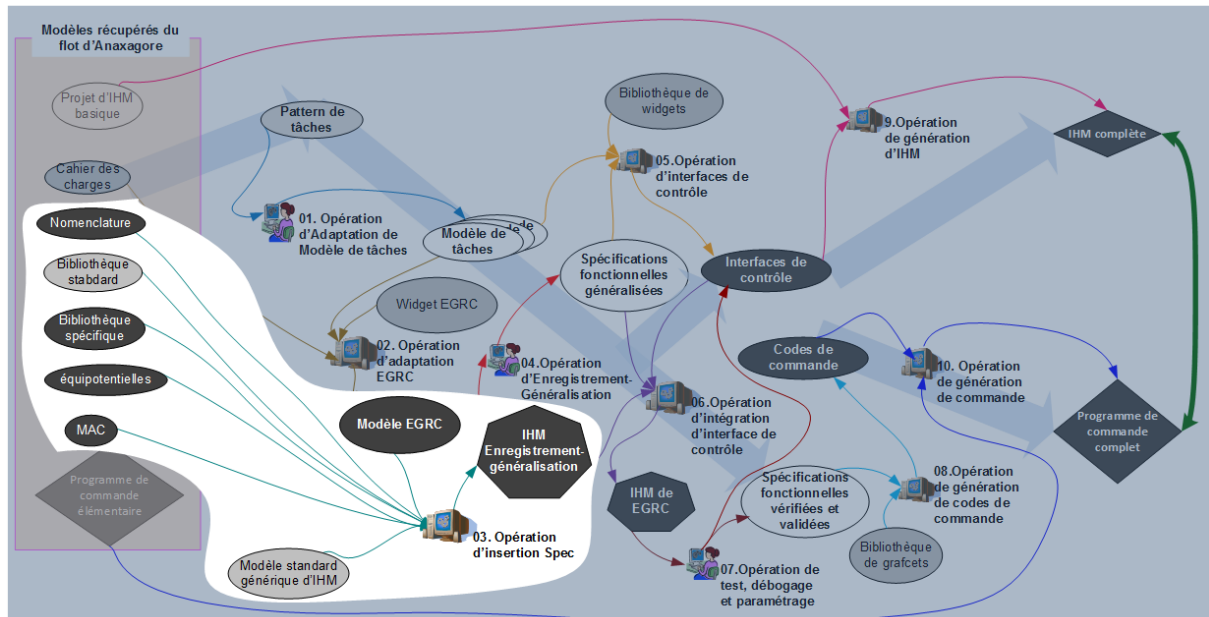 Modèles récupérés du
flot d'Anaxagore
Projet d'IHM
basique
Cahier des
charges
Nomenclature
Bibliothèque
stabdard
Bibliothèque
spécifique
équipotentielles
MAC
Programme de
commande
élémentaire
Pattern de
tâches
01. Opération
d'Adaptation de
Modèle de tâches
Modèle de
tâches
de
Widget EGRC
02. Opération
d'adaptation
EGRC
Modèle EGRC
IHM
Enregistrement-
généralisation
03. Opération
d'insertion Spec
Modèle standard
générique d'IHM
04.Opération
d'Enregistrement-
Généralisation
Bibliothèque de
widgets
05.Opération
d'interfaces de
contrôle
Spécifications
fonctionnelles
généralisées
Interfaces de
contrôle
06.Opération
d'intégration
d'interface de
contrôle
IHM de
EGRC
07.Opération de
test, débogage
et paramétrage
Spécifications
fonctionnelles
vérifiées et
validées
Codes de
commande
08.Opération
de génération
de codes de
commande
Bibliothèque
de grafcets
9.Opération
de génération
d'IHM
10. Opération
de génération
de commande
IHM complète
Programme de
commande
complet